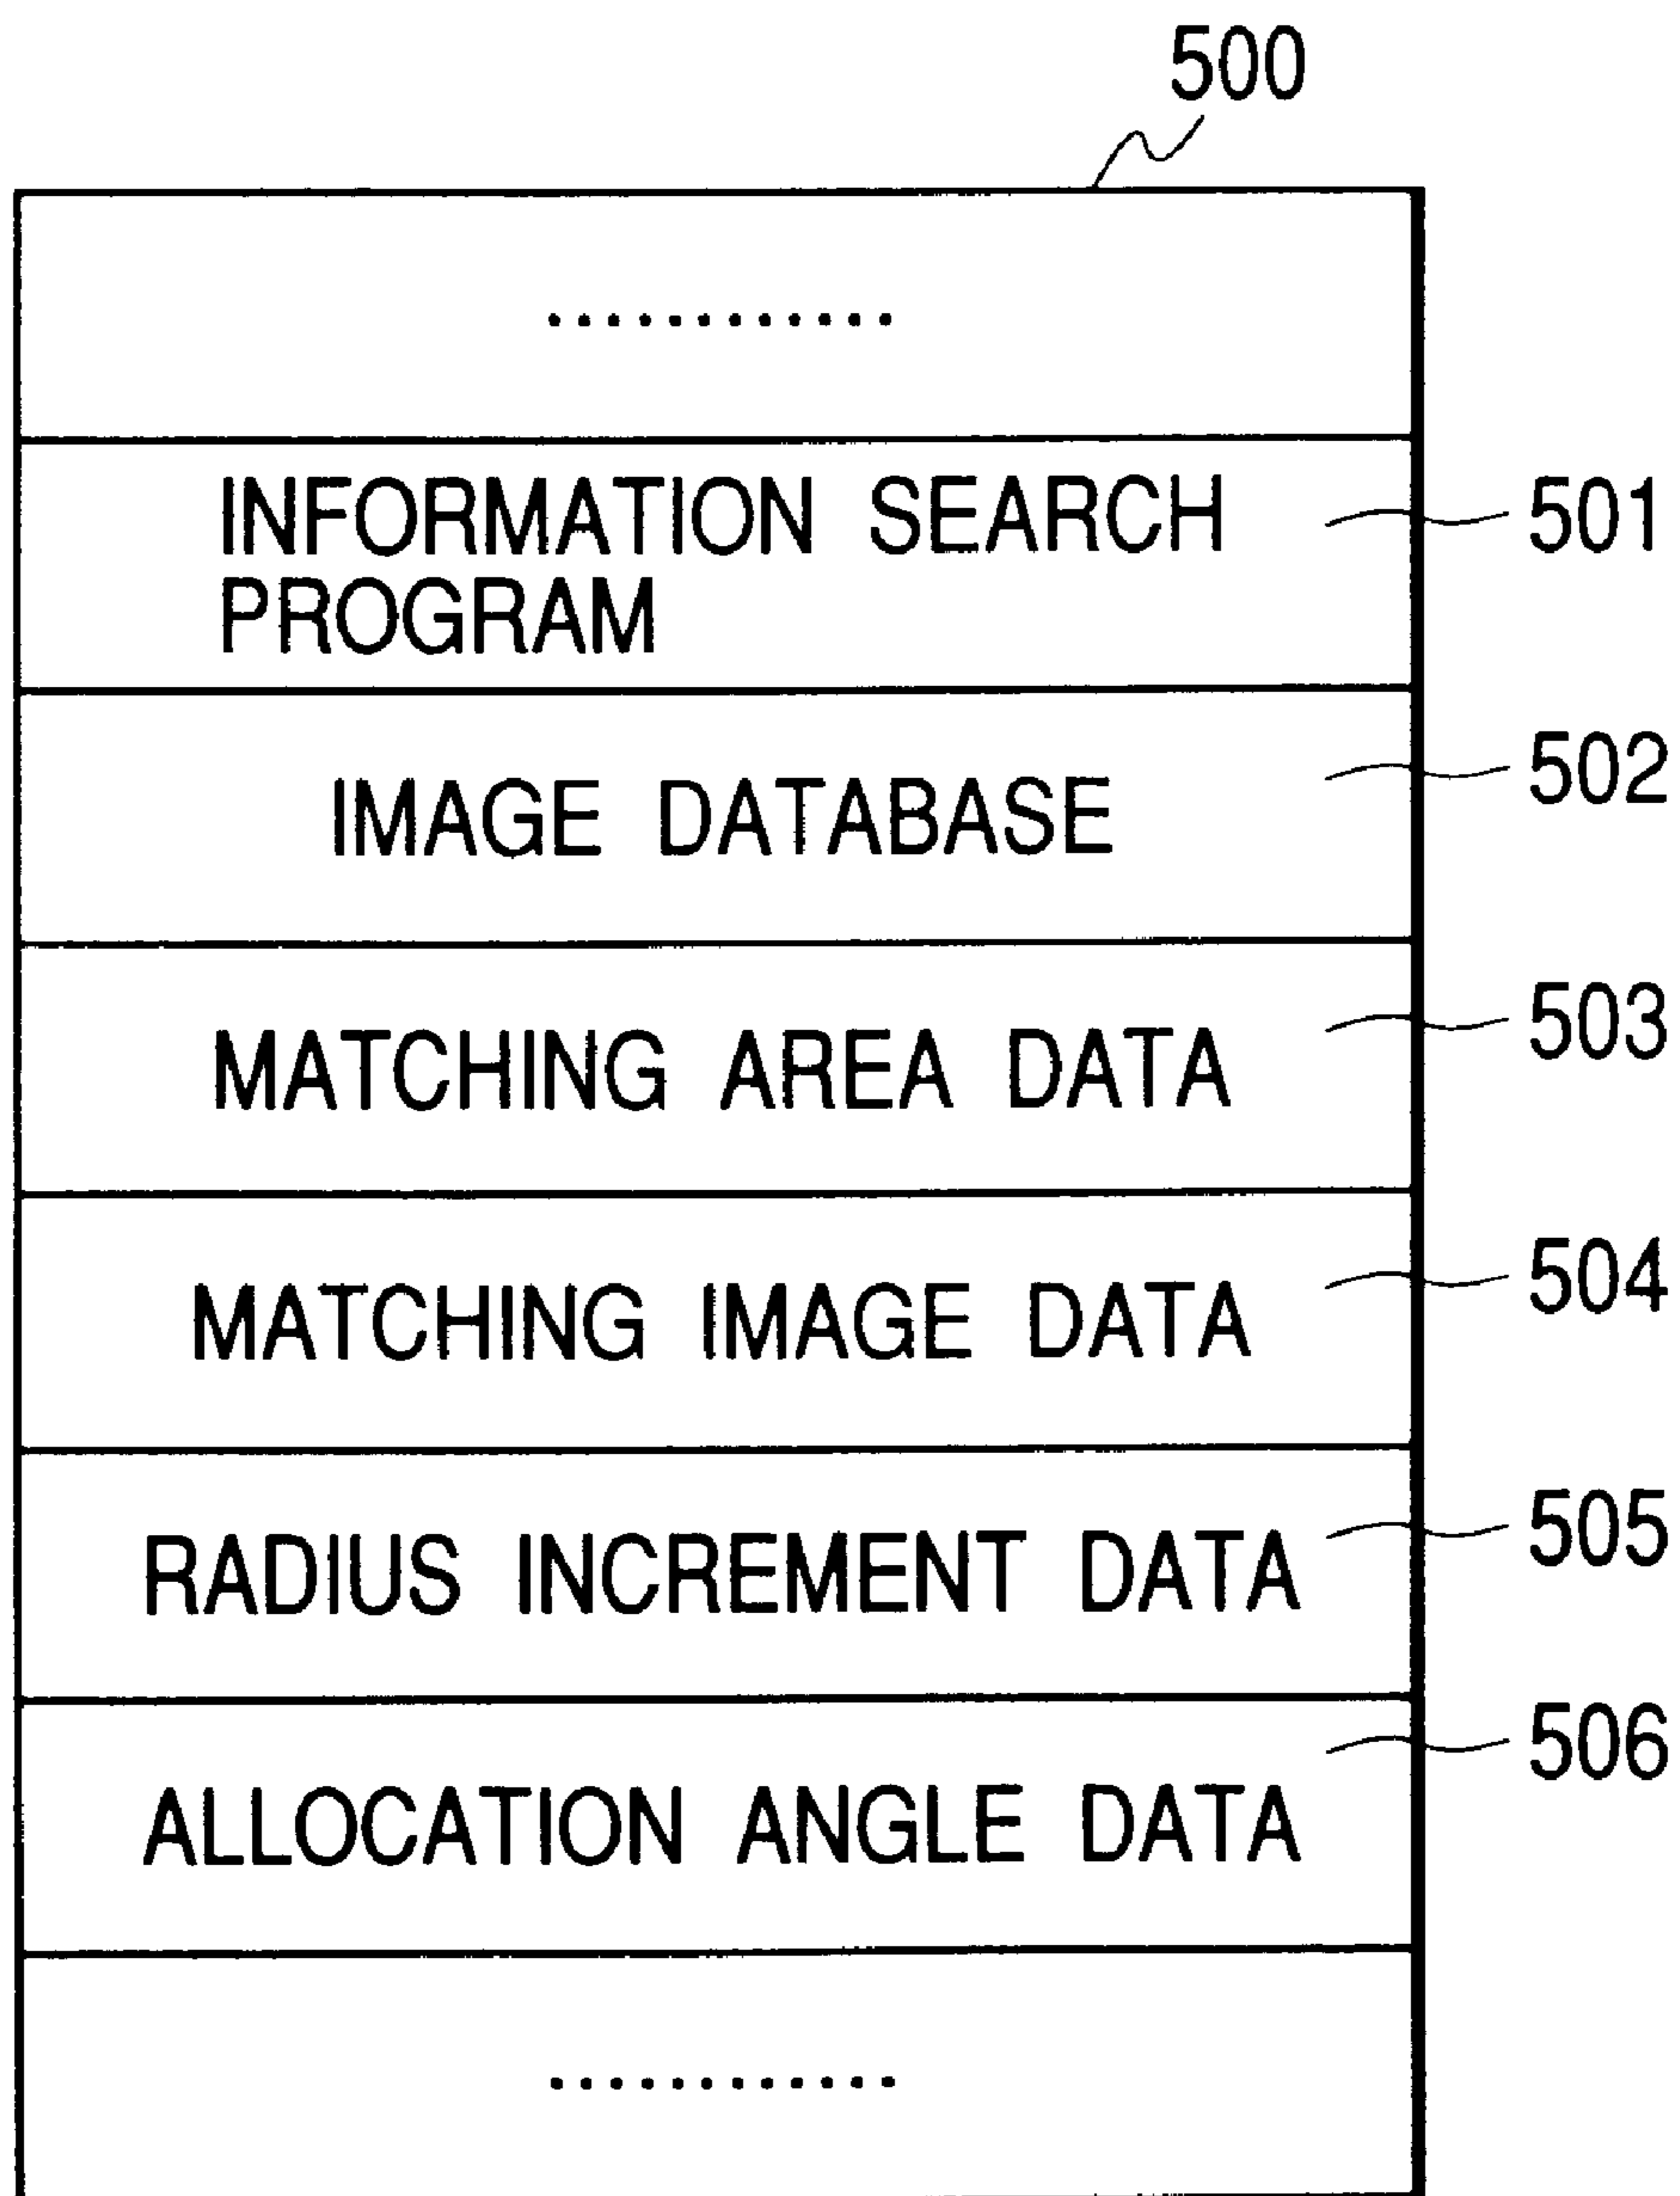 500
............
INFORMATION SEARCH
PROGRAM
501
IMAGE DATABASE
502
MATCHING AREA DATA
503
MATCHING IMAGE DATA
504
RADIUS INCREMENT DATA
505
ALLOCATION ANGLE DATA
506
............